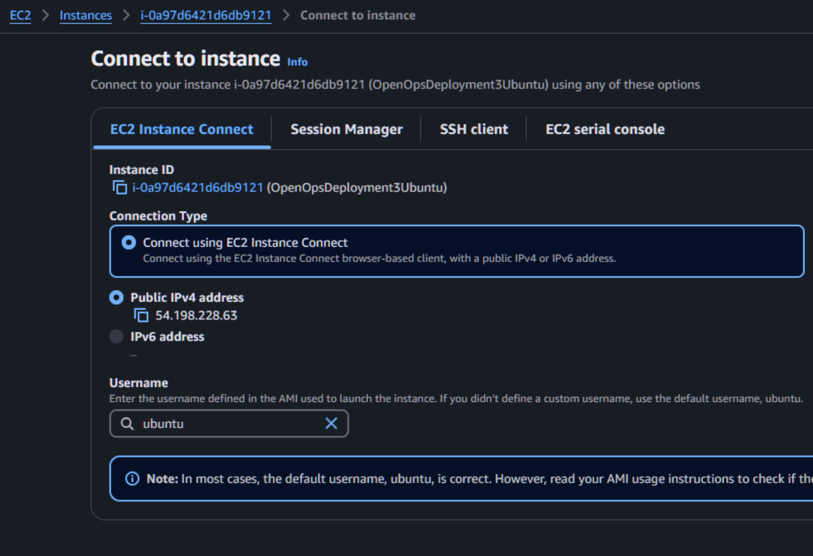 EC2 > Instances > i-0a97d6421d6db9121 > Connect to instance
Connect to instance Info
Connect to your instance i-0a97d6421d6db9121 (OpenOpsDeployment3Ubuntu) using any of these options
EC2 Instance Connect Session Manager SSH client EC2 serial console
Instance ID
i-0a97d6421d6db9121 (OpenOpsDeployment3Ubuntu)
Connection Type
Connect using EC2 Instance Connect
Connect using the EC2 Instance Connect browser-based client, with a public IPv4 or IPv6 address.
Public IPv4 address
54.198.228.63
IPv6 address
–
Username
Enter the username defined in the AMI used to launch the instance. If you didn't define a custom username, use the default username, ubuntu.
ubuntu
Note: In most cases, the default username, ubuntu, is correct. However, read your AMI usage instructions to check if the